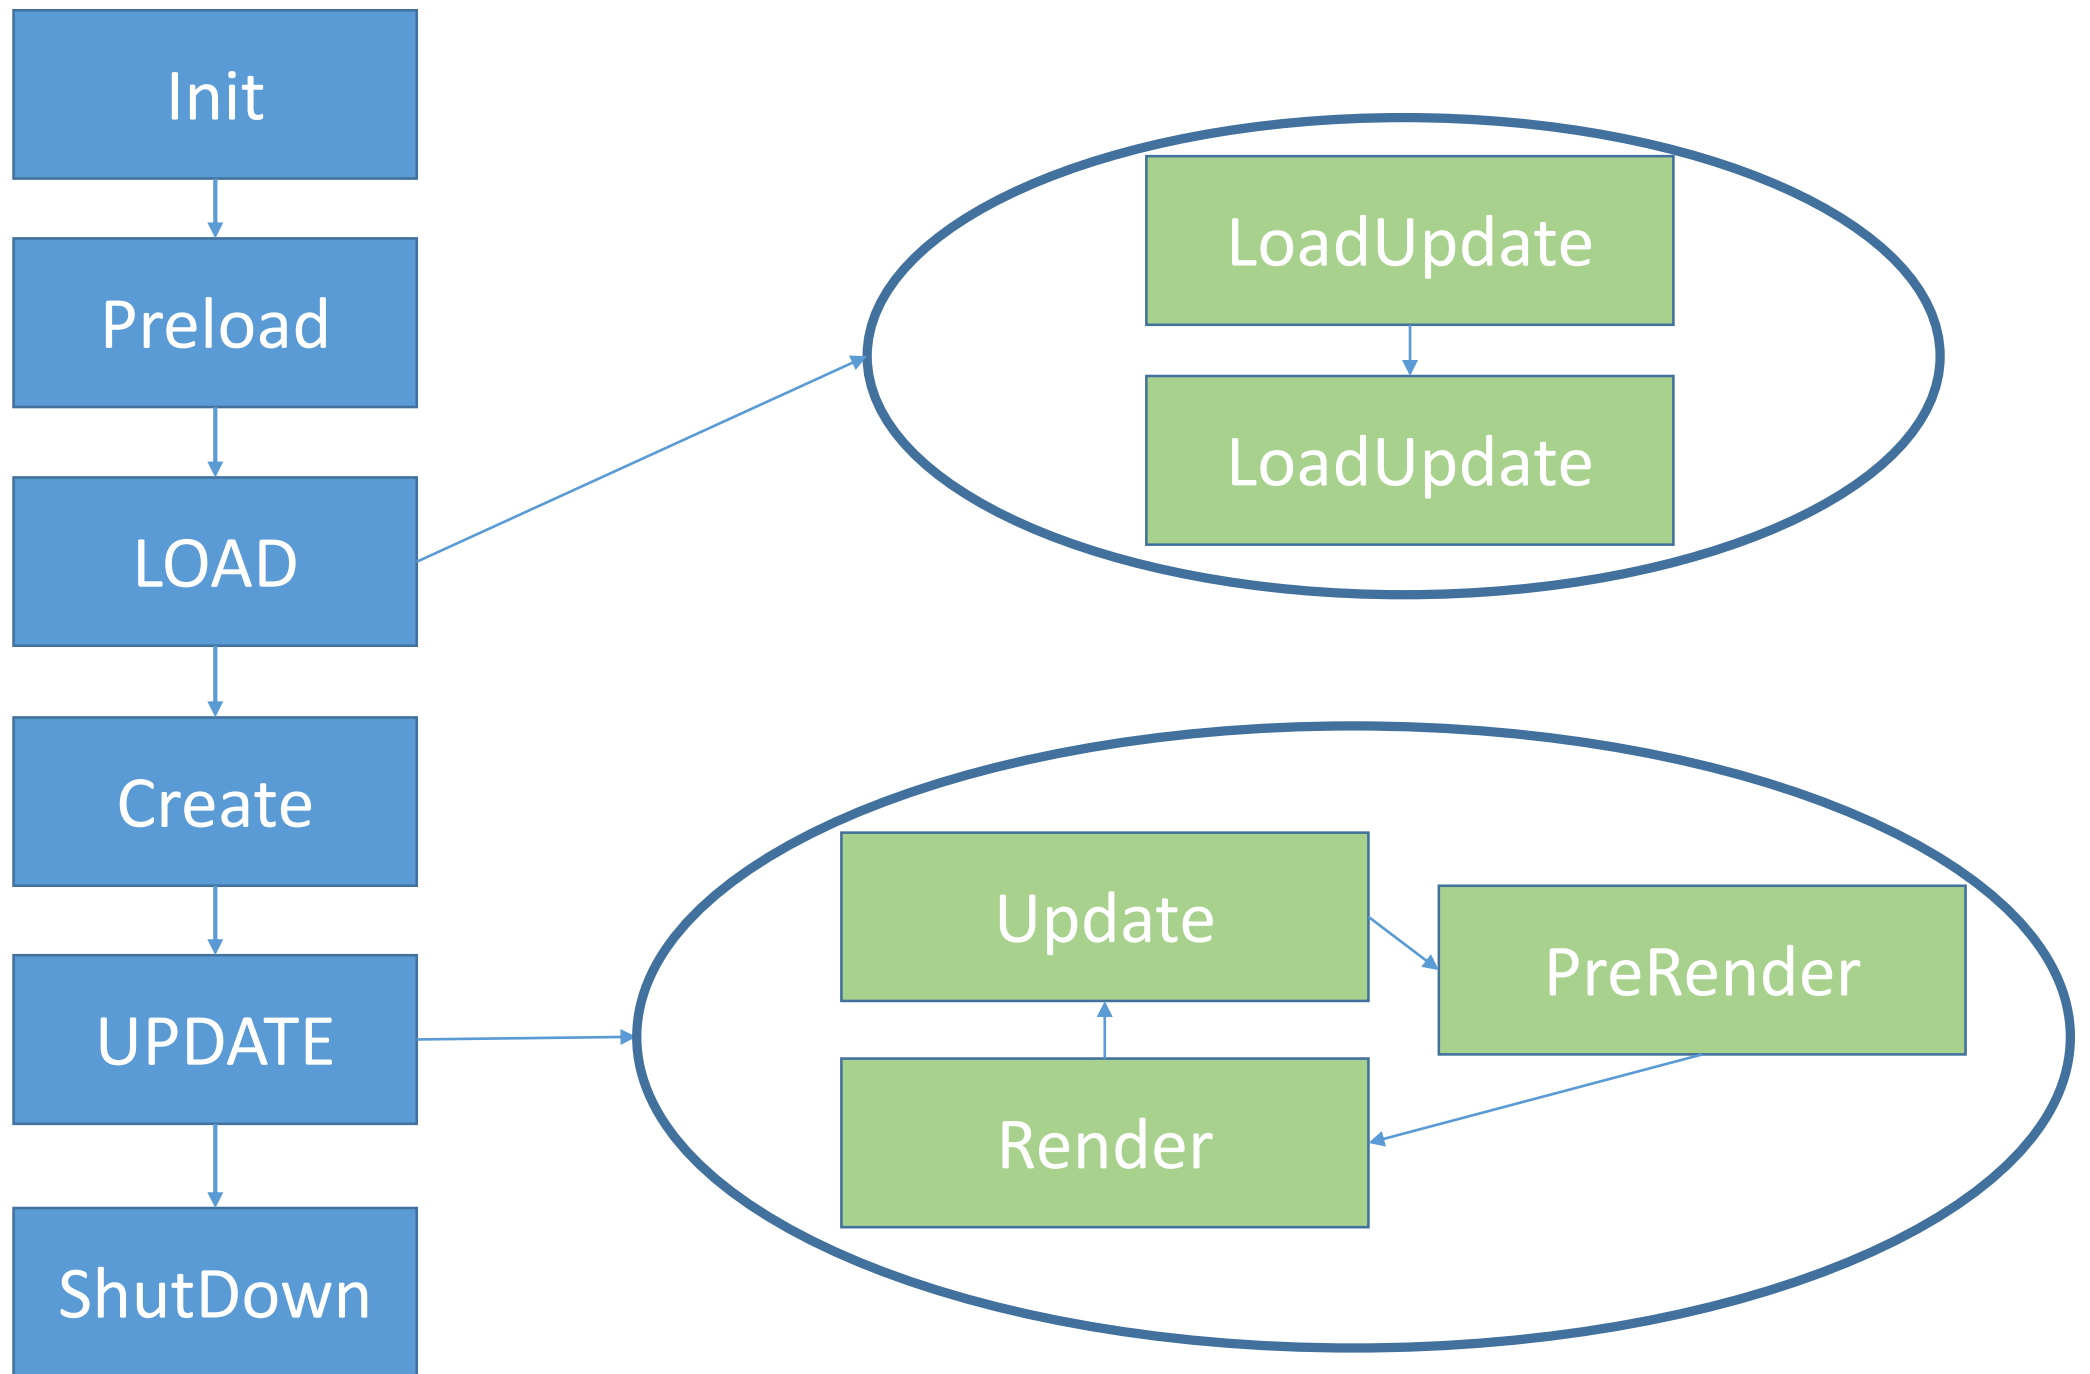 Init
Preload
LOAD
Create
UPDATE
ShutDown
LoadUpdate
LoadUpdate
Update
PreRender
Render